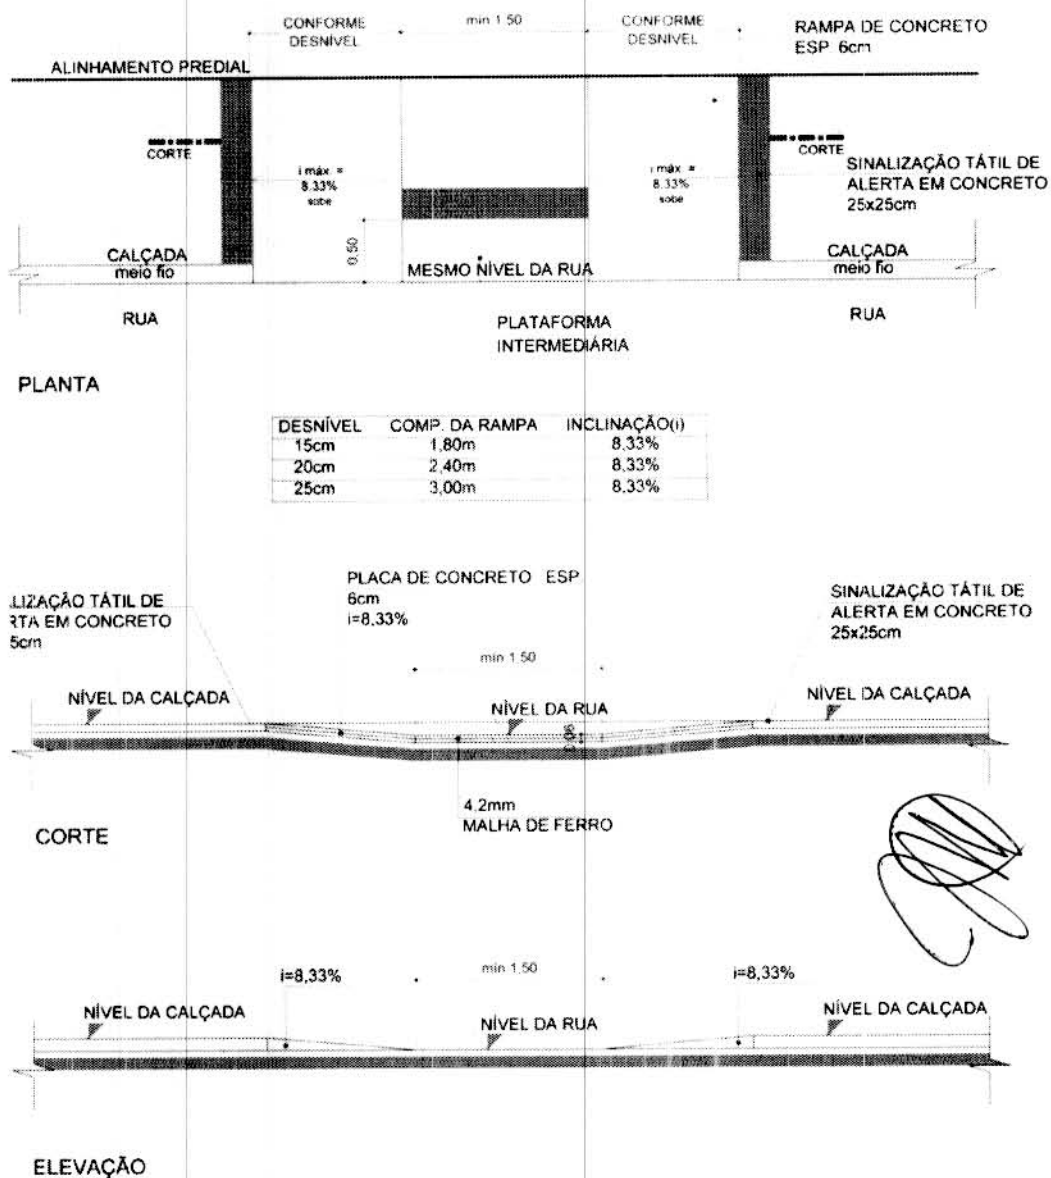 CONFORME
DESNÍVEL
min 1.50
CONFORME
DESNÍVEL
RAMPA DE CONCRETO
ESP. 6cm
ALINHAMENTO PREDIAL
CORTE
i máx. =
8.33%
sobe
i máx. =
8.33%
sobe
CORTE
SINALIZAÇÃO TÁTIL DE
ALERTA EM CONCRETO
25x25cm
0.50
CALÇADA
meio fio
MESMO NÍVEL DA RUA
CALÇADA
meio fio
RUA
PLATAFORMA
INTERMEDIÁRIA
RUA
PLANTA
DESNÍVEL COMP. DA RAMPA INCLINAÇÃO(i)
15cm 1,80m 8,33%
20cm 2,40m 8,33%
25cm 3,00m 8,33%
PLACA DE CONCRETO ESP
6cm
i=8,33%
LIZAÇÃO TÁTIL DE
RTA EM CONCRETO
5cm
SINALIZAÇÃO TÁTIL DE
ALERTA EM CONCRETO
25x25cm
min 1.50
NÍVEL DA CALÇADA
NÍVEL DA RUA
NÍVEL DA CALÇADA
0.06
4.2mm
MALHA DE FERRO
CORTE
i=8,33%
min 1,50
i=8,33%
NÍVEL DA CALÇADA
NÍVEL DA RUA
NÍVEL DA CALÇADA
ELEVAÇÃO